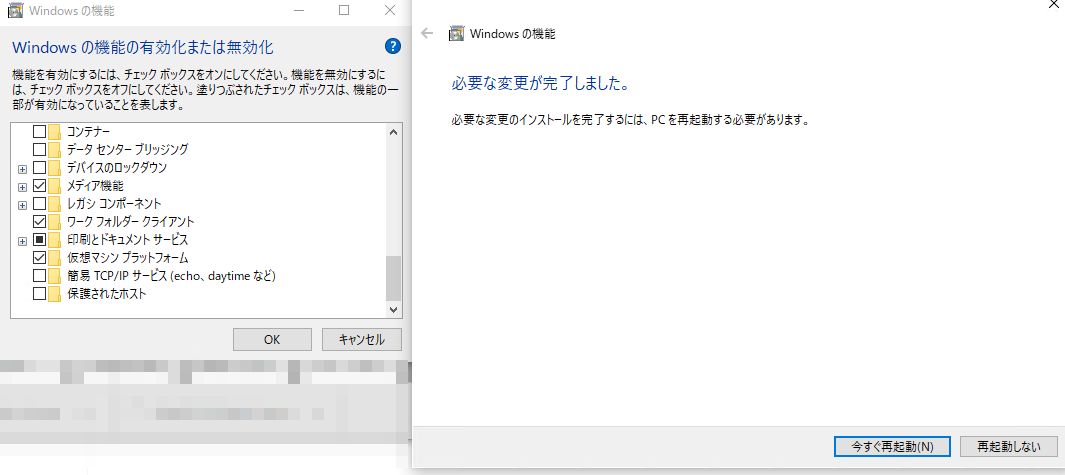 Windows の機能
Windows の機能の有効化または無効化
機能を有効にするには、チェック ボックスをオンにしてください。機能を無効にするに
は、チェック ボックスをオフにしてください。塗りつぶされたチェック ボックスは、機能の一
部が有効になっていることを表します。
コンテナー
データ センター ブリッジング
デバイスのロックダウン
メディア機能
レガシ コンポーネント
ワーク フォルダー クライアント
印刷とドキュメント サービス
仮想マシン プラットフォーム
簡易 TCP/IP サービス (echo、daytime など)
保護されたホスト
OK
キャンセル
Windows の機能
必要な変更が完了しました。
必要な変更のインストールを完了するには、PC を再起動する必要があります。
今すぐ再起動(N)
再起動しない